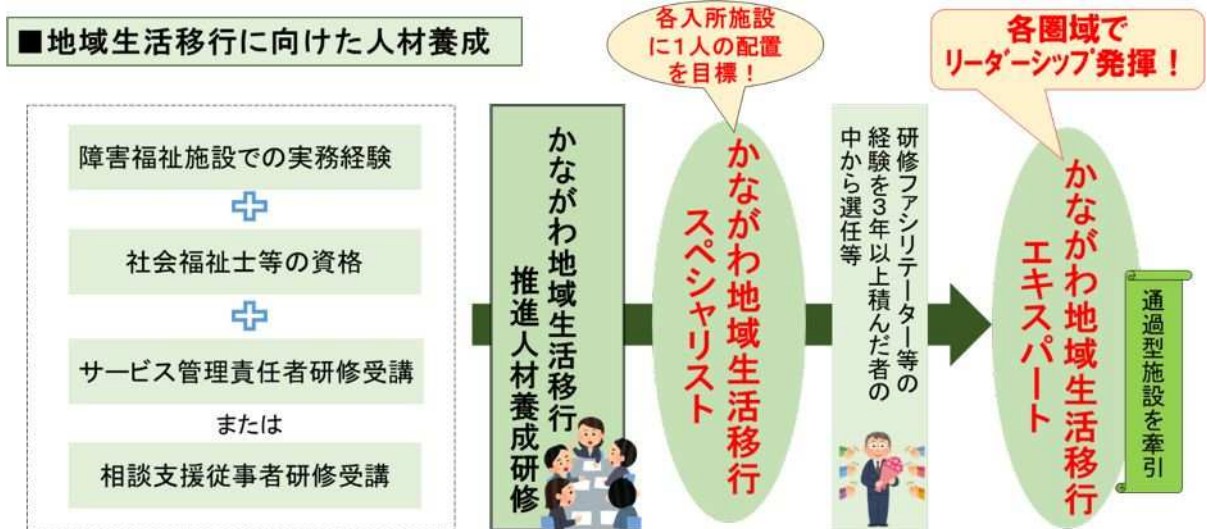 ■地域生活移行に向けた人材養成
障害福祉施設での実務経験
社会福祉士等の資格
サービス管理責任者研修受講
または
相談支援従事者研修受講
かながわ地域生活移行
推進人材養成研修
各入所施設
に１人の配置
を目標！
かながわ地域生活移行
スペシャリスト
研修ファシリテーター等の
経験を３年以上積んだ者の
中から選任等
各圏域で
リーダーシップ発揮！
かながわ地域生活移行
エキスパート
通過型施設を牽引